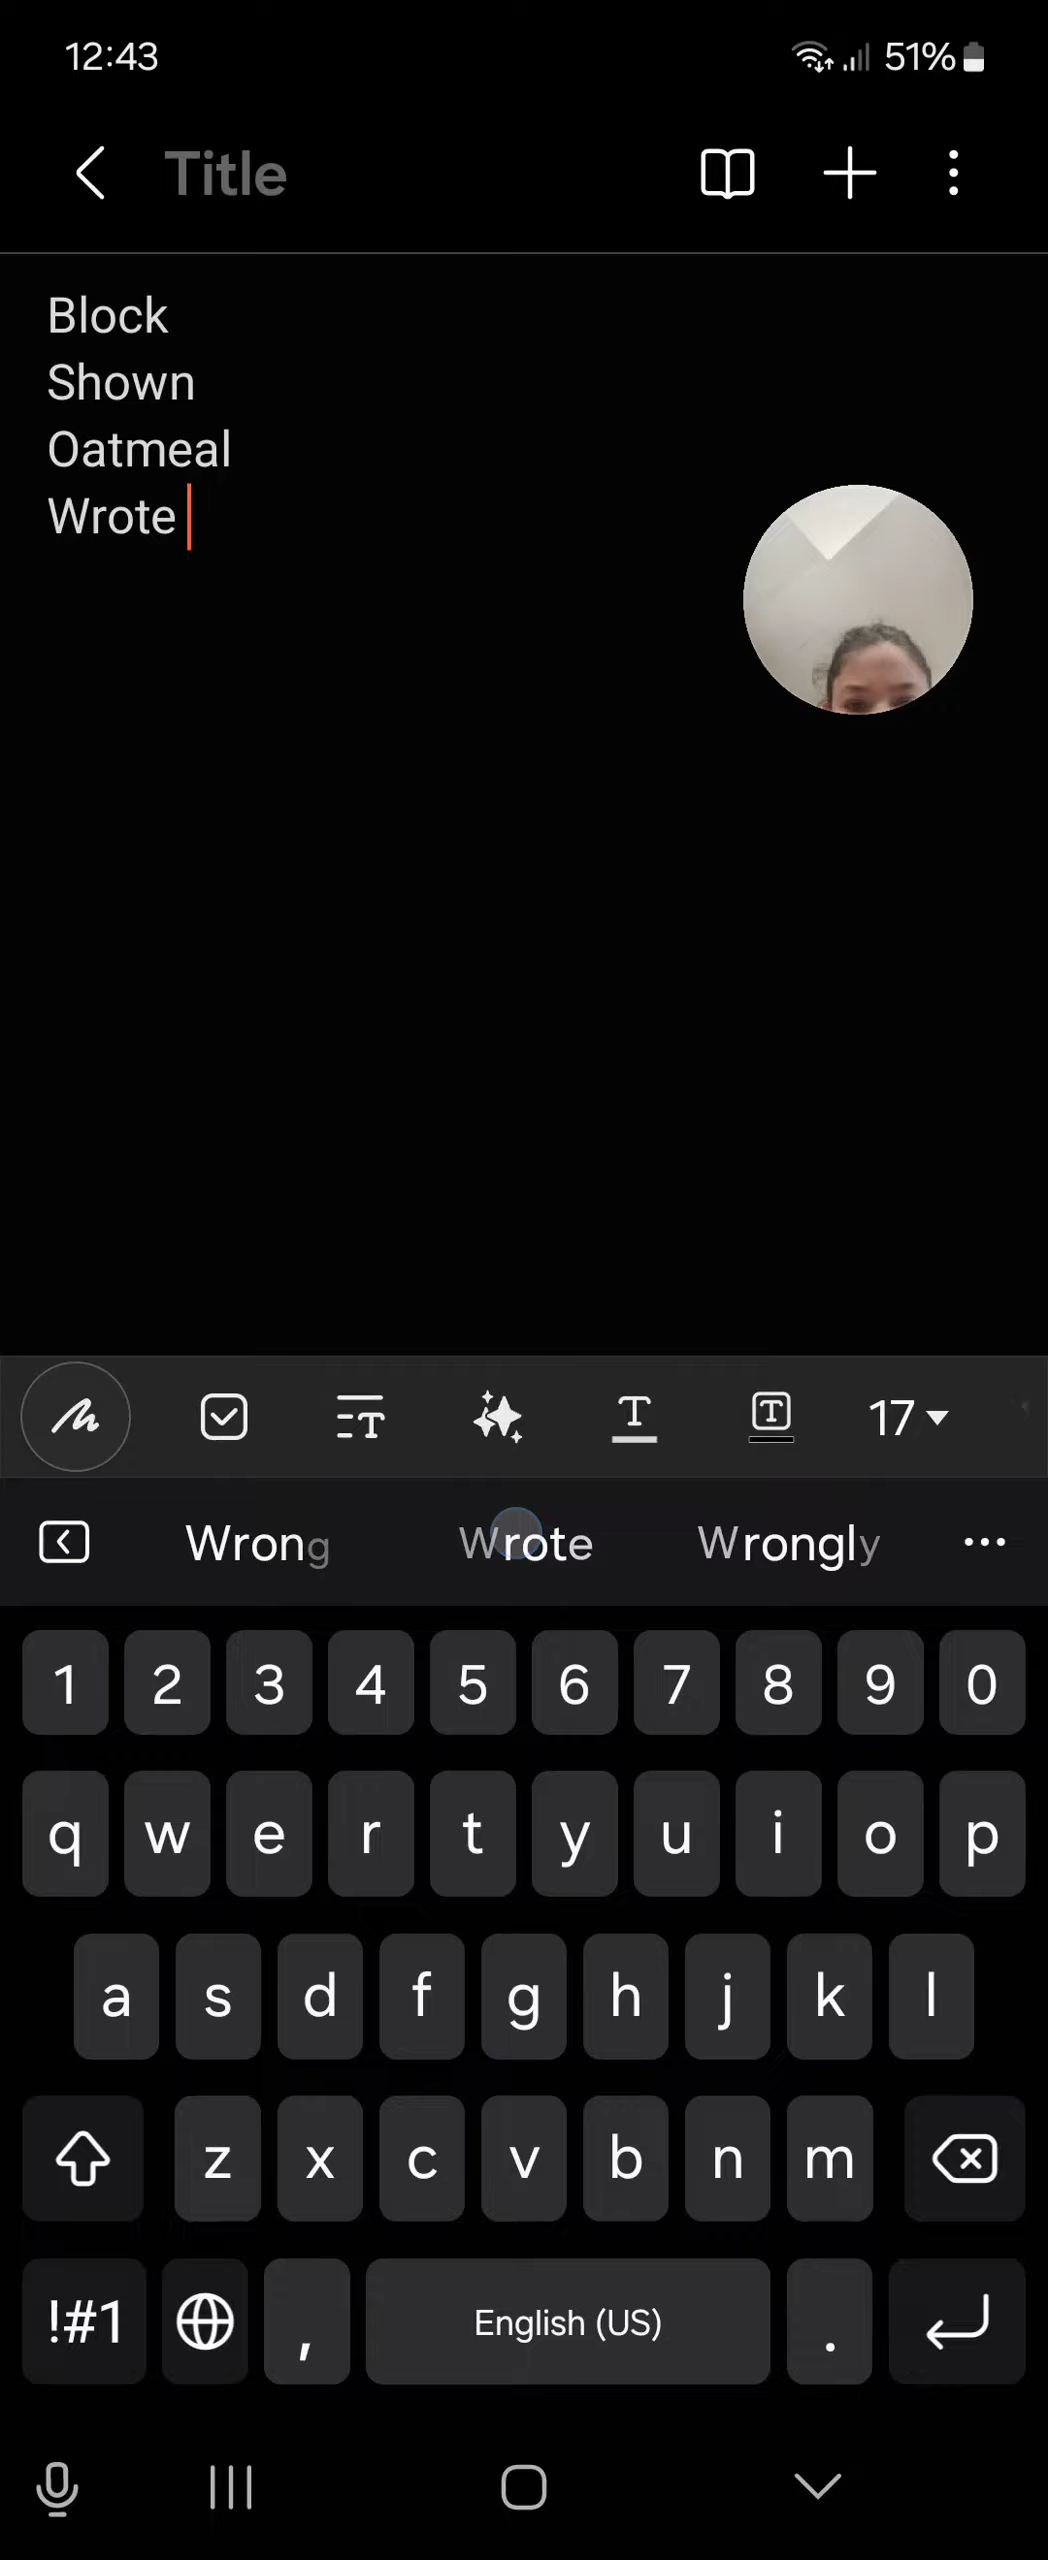 12:43 51%
Title
Block
Shown
Oatmeal
Wrote
17
Wrong Wrote Wrongly
1 2 3 4 5 6 7 8 9 0
q w e r t y u i o p
a s d f g h j k l
z x c v b n m
!#1 , English (US) .